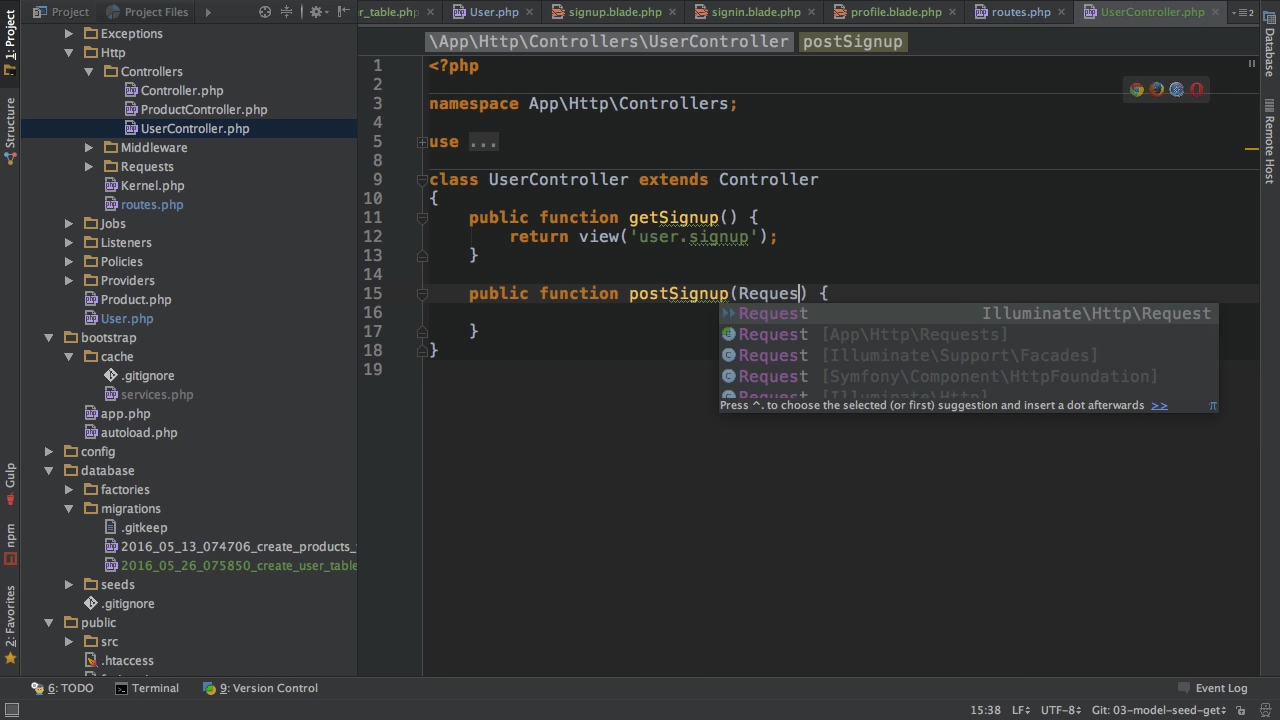 Project
Project Files
r_table.php
User.php
signup.blade.php
signin.blade.php
profile.blade.php
routes.php
UserController.php
2
1: Project
Structure
Gulp
npm
2: Favorites
Exceptions
Http
Controllers
Controller.php
ProductController.php
UserController.php
Middleware
Requests
Kernel.php
routes.php
Jobs
Listeners
Policies
Providers
Product.php
User.php
bootstrap
cache
.gitignore
services.php
app.php
autoload.php
config
database
factories
migrations
.gitkeep
2016_05_13_074706_create_products_
2016_05_26_075850_create_user_table
seeds
.gitignore
public
src
.htaccess
\App\Http\Controllers\UserController postSignup
1 <?php
2
3 namespace App\Http\Controllers;
4
5 use ...
8
9 class UserController extends Controller
10 {
11 public function getSignup() {
12 return view('user.signup');
13 }
14
15 public function postSignup(Reques) {
16
17 }
18 }
19
Request Illuminate\Http\Request
Request [App\Http\Requests]
Request [Illuminate\Support\Facades]
Request [Symfony\Component\HttpFoundation]
Request [Illuminate\Http]
Press ^. to choose the selected (or first) suggestion and insert a dot afterwards >> π
Database
Remote Host
6: TODO
Terminal
9: Version Control
Event Log
15:38 LF UTF-8 Git: 03-model-seed-get